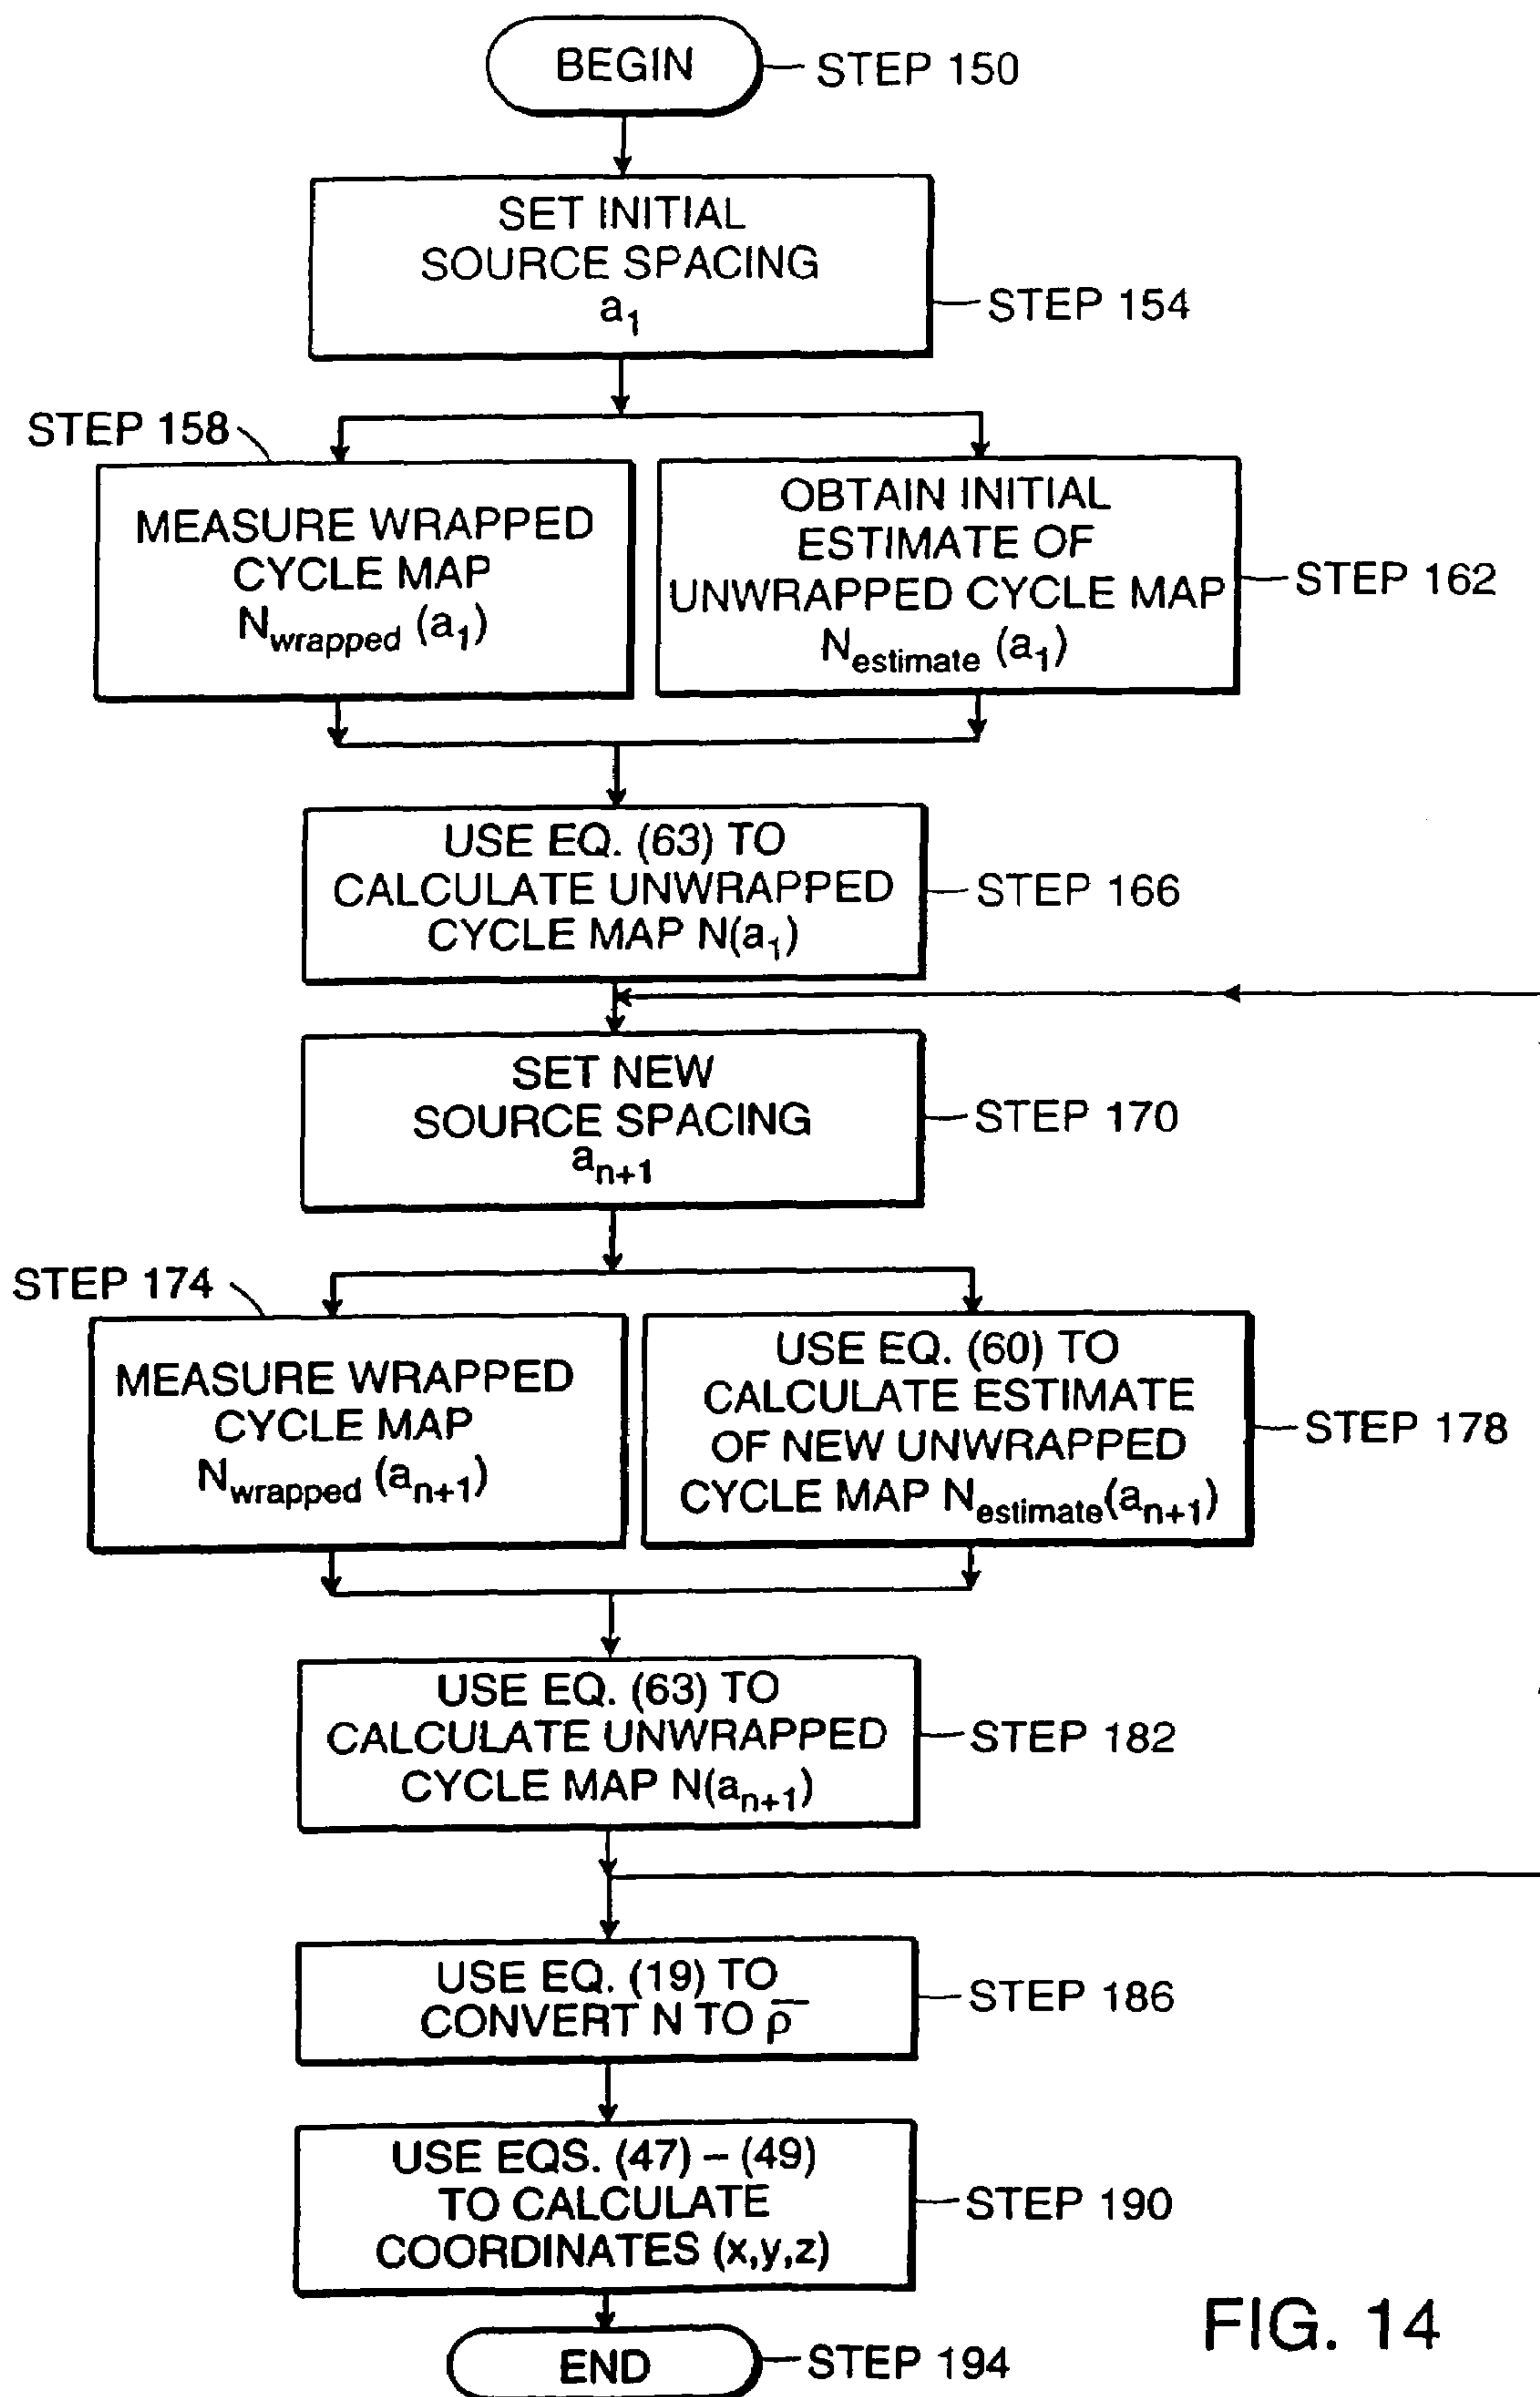 BEGIN
STEP 150
SET INITIAL
SOURCE SPACING
a1
STEP 154
STEP 158
MEASURE WRAPPED
CYCLE MAP
Nwrapped (a1)
OBTAIN INITIAL
ESTIMATE OF
UNWRAPPED CYCLE MAP
Nestimate (a1)
STEP 162
USE EQ. (63) TO
CALCULATE UNWRAPPED
CYCLE MAP N(a1)
STEP 166
SET NEW
SOURCE SPACING
an+1
STEP 170
STEP 174
MEASURE WRAPPED
CYCLE MAP
Nwrapped (an+1)
USE EQ. (60) TO
CALCULATE ESTIMATE
OF NEW UNWRAPPED
CYCLE MAP Nestimate(an+1)
STEP 178
USE EQ. (63) TO
CALCULATE UNWRAPPED
CYCLE MAP N(an+1)
STEP 182
USE EQ. (19) TO
CONVERT N TO ρ̄
STEP 186
USE EQS. (47) – (49)
TO CALCULATE
COORDINATES (x,y,z)
STEP 190
END
STEP 194
FIG. 14